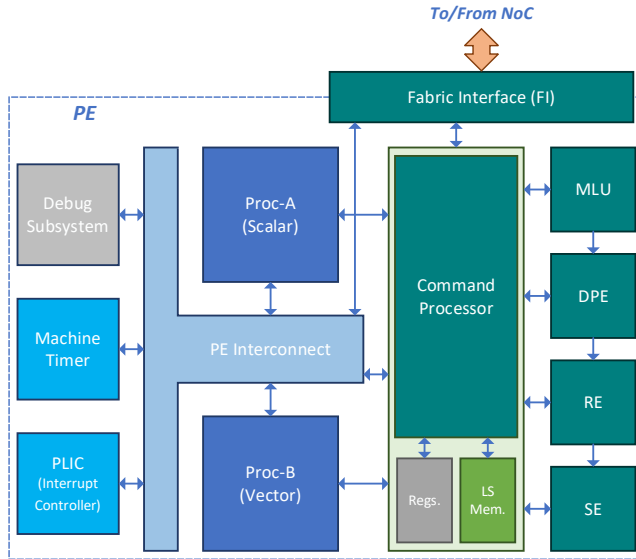 To/From NoC
Fabric Interface (FI)
PE
Debug
Subsystem
Proc-A
(Scalar)
MLU
Command
Processor
DPE
Machine
Timer
PE Interconnect
RE
PLIC
(Interrupt
Controller)
Proc-B
(Vector)
Regs.
LS
Mem.
SE